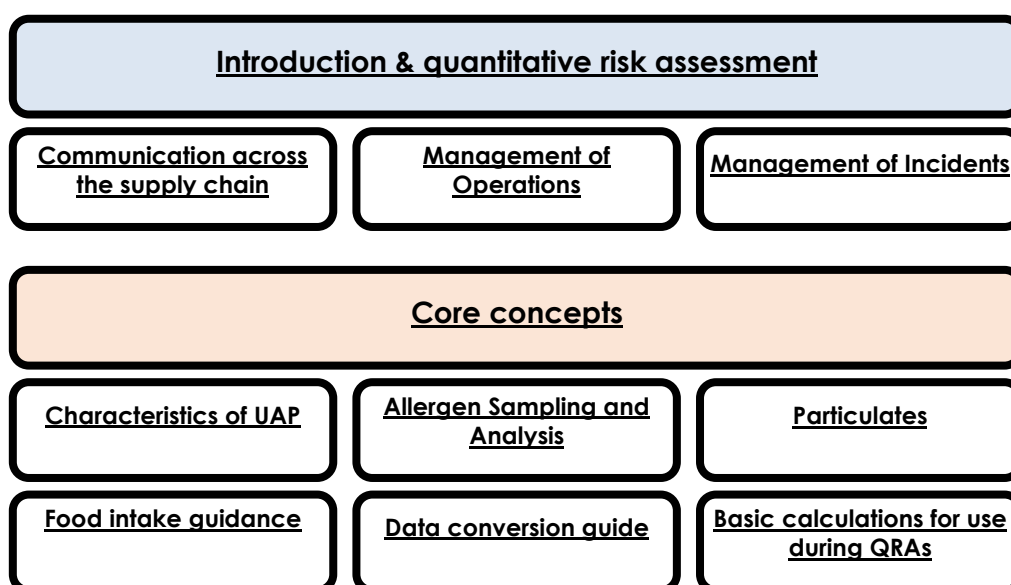 Introduction & quantitative risk assessment
Communication across
the supply chain
Management of
Operations
Management of Incidents
Core concepts
Characteristics of UAP
Allergen Sampling and
Analysis
Particulates
Food intake guidance
Data conversion guide
Basic calculations for use
during QRAs